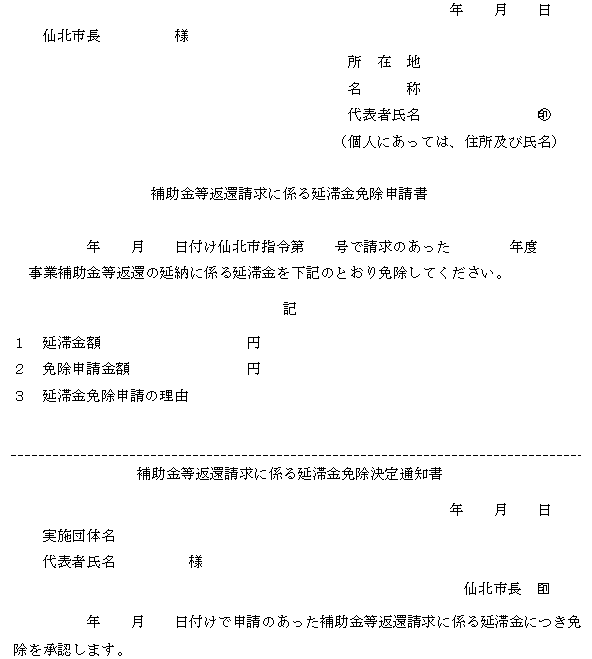 年　　月　　日
仙北市長　　　　　様
所　在　地
名　　　称
代表者氏名　　　　　　　　㊞
（個人にあっては、住所及び氏名）
補助金等返還請求に係る延滞金免除申請書
年　　月　　日付け仙北市指令第　　号で請求のあった　　　　年度
事業補助金等返還の延納に係る延滞金を下記のとおり免除してください。
記
１　延滞金額　　　　　　　　　　円
２　免除申請金額　　　　　　　　円
３　延滞金免除申請の理由
補助金等返還請求に係る延滞金免除決定通知書
年　　月　　日
実施団体名
代表者氏名　　　　　様
仙北市長　印
年　　月　　日付けで申請のあった補助金等返還請求に係る延滞金につき免
除を承認します。